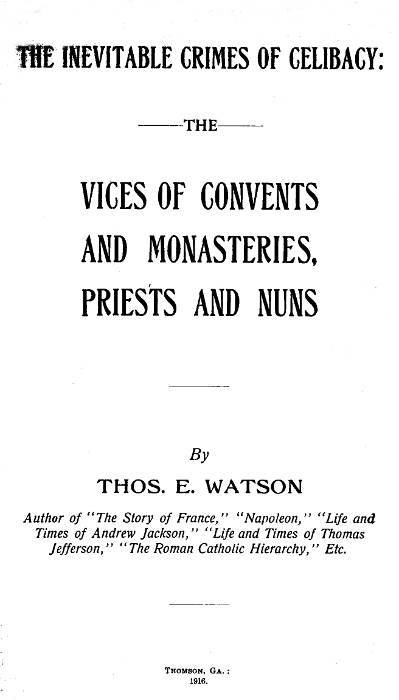 THE INEVITABLE CRIMES OF CELIBACY:
THE
VICES OF CONVENTS
AND MONASTERIES,
PRIESTS AND NUNS
By
THOS. E. WATSON
Author of "The Story of France," "Napoleon," "Life and
Times of Andrew Jackson," "Life and Times of Thomas
Jefferson," "The Roman Catholic Hierarchy," Etc.
THOMSON, GA.:
1916.